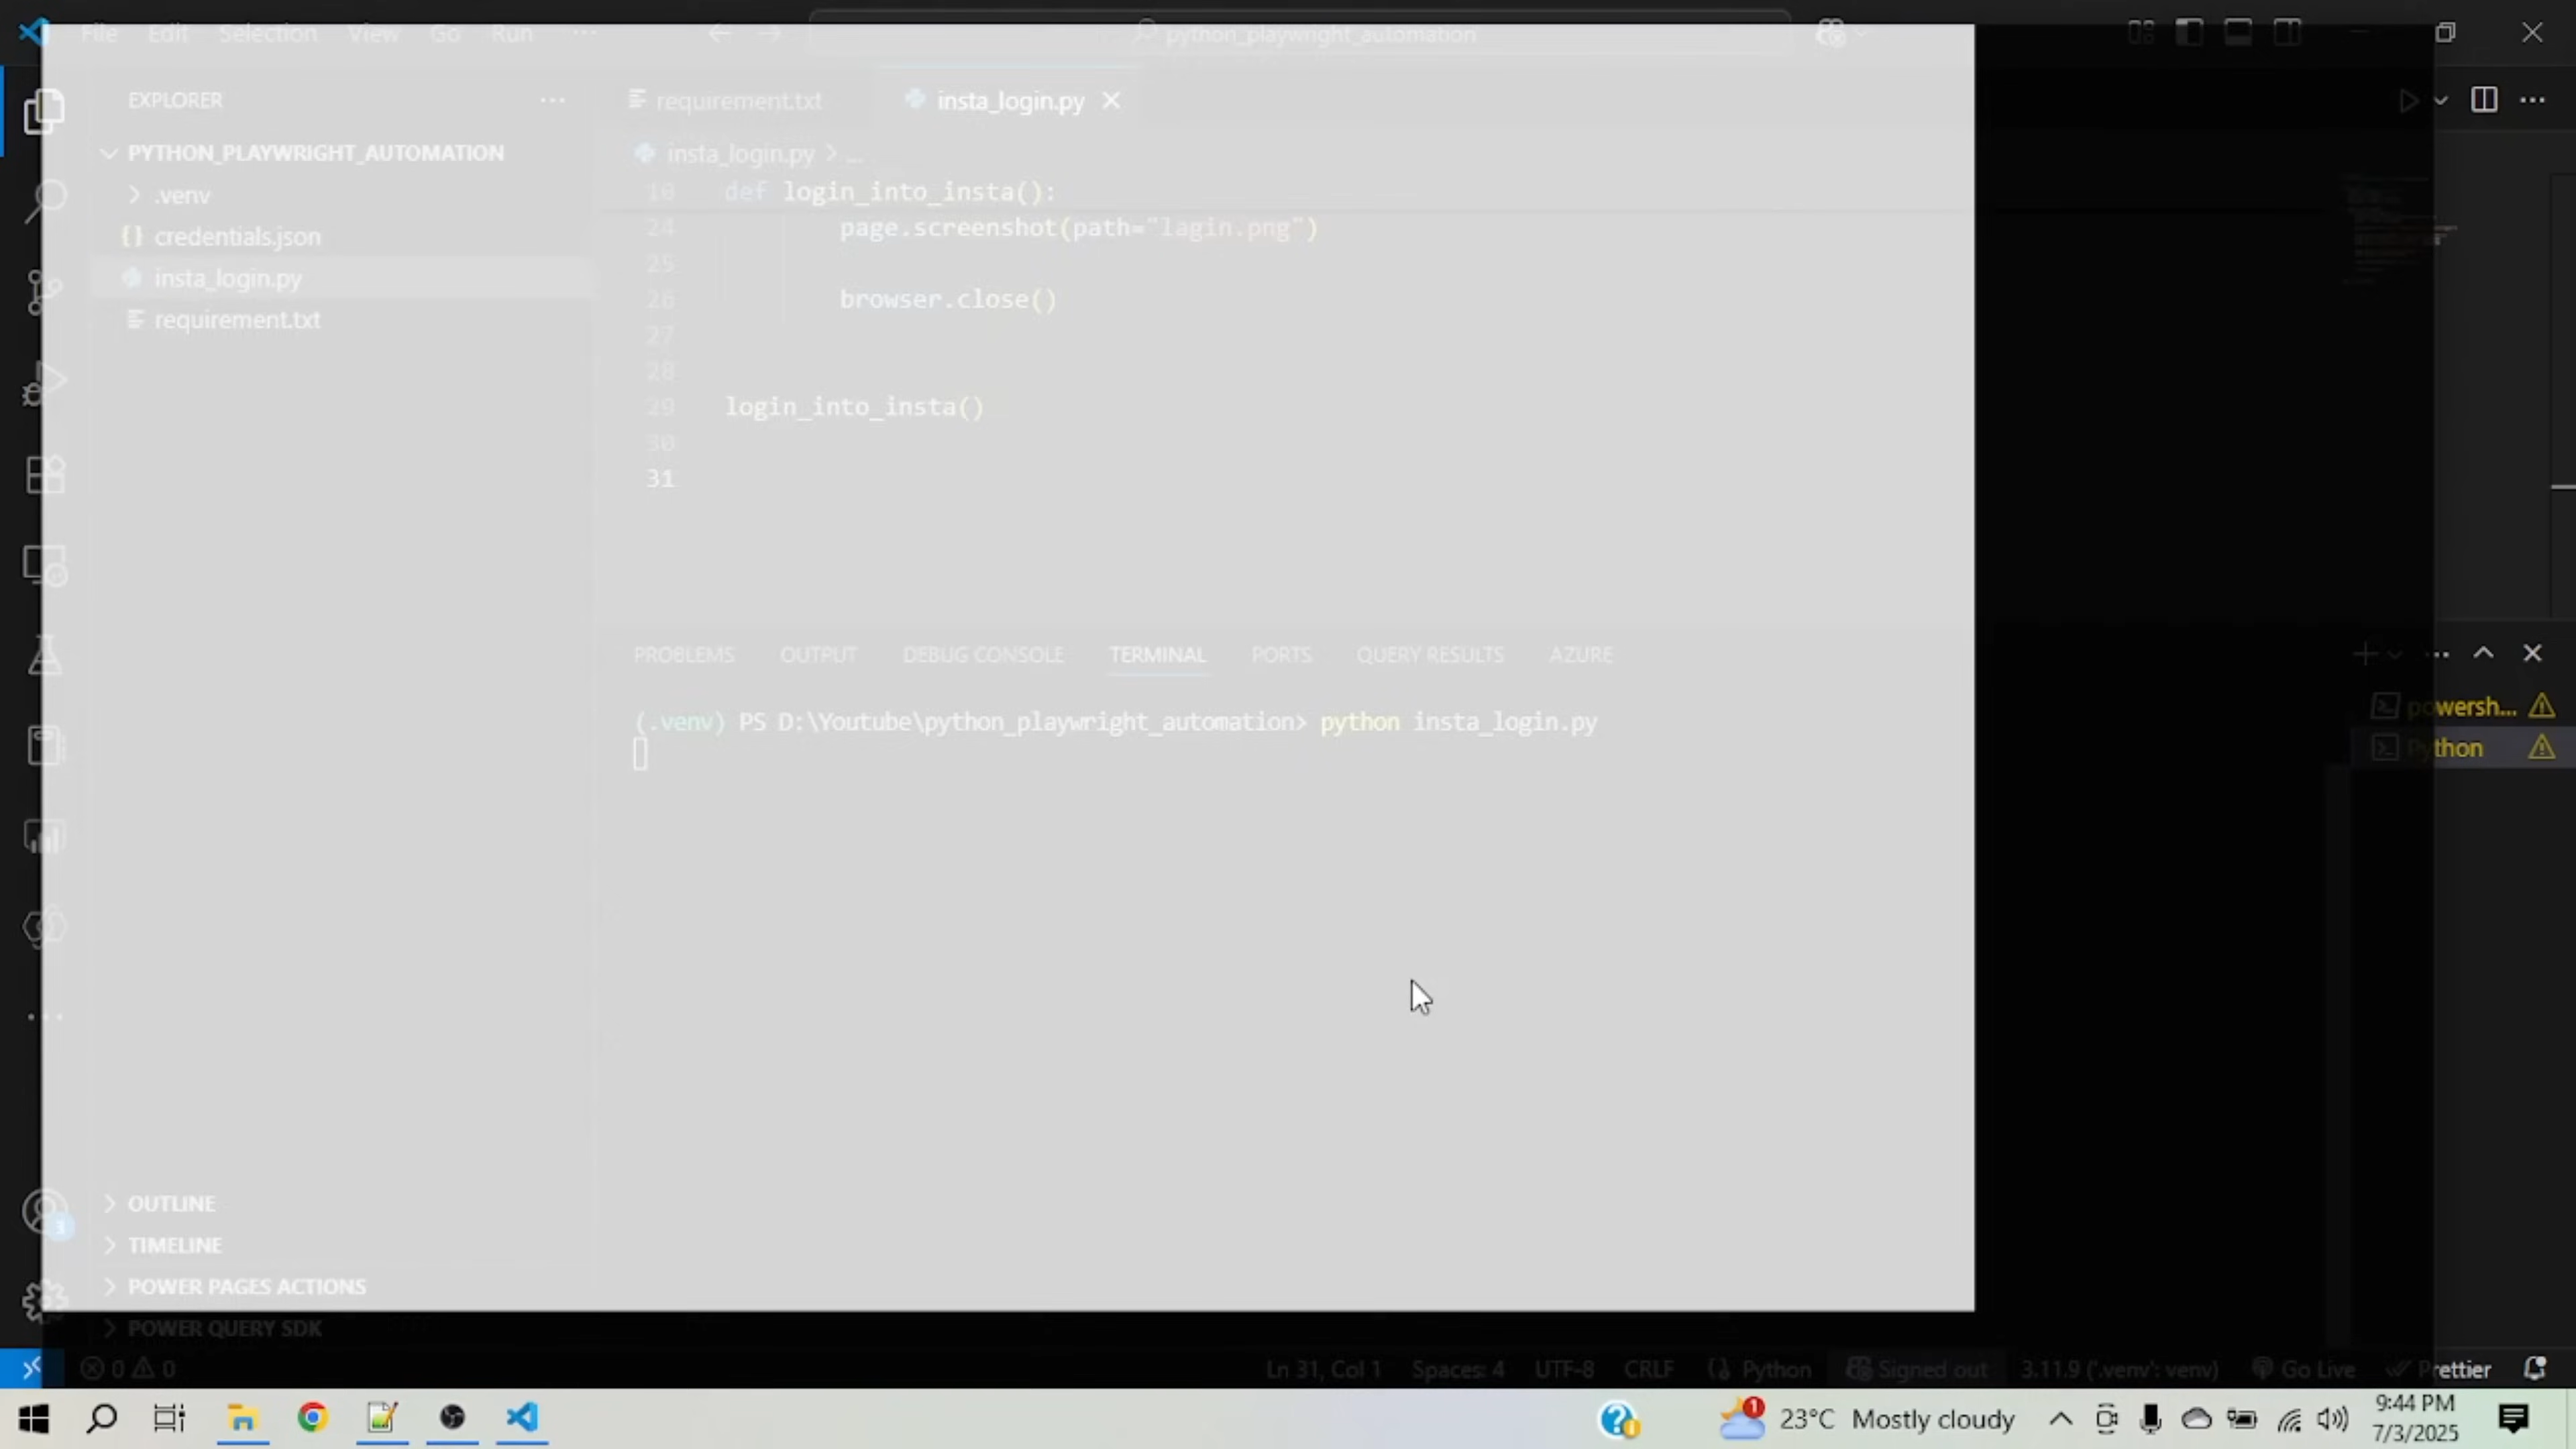 File Edit Selection View Go Run ...
python_playwright_automation
EXPLORER
PYTHON_PLAYWRIGHT_AUTOMATION
.venv
{} credentials.json
insta_login.py
requirement.txt
OUTLINE
TIMELINE
POWER PAGES ACTIONS
POWER QUERY SDK
requirement.txt insta_login.py
insta_login.py > ...
10 def login_into_insta():
24 page.screenshot(path="lagin.png")
25
26 browser.close()
27
28
29 login_into_insta()
30
31
PROBLEMS OUTPUT DEBUG CONSOLE TERMINAL PORTS QUERY RESULTS AZURE
(.venv) PS D:\Youtube\python_playwright_automation> python insta_login.py
powersh...
Python
3
0 0
Ln 31, Col 1 Spaces: 4 UTF-8 CRLF {} Python Signed out 3.11.9 ('.venv': venv) Go Live Prettier
1
23°C Mostly cloudy
9:44 PM
7/3/2025